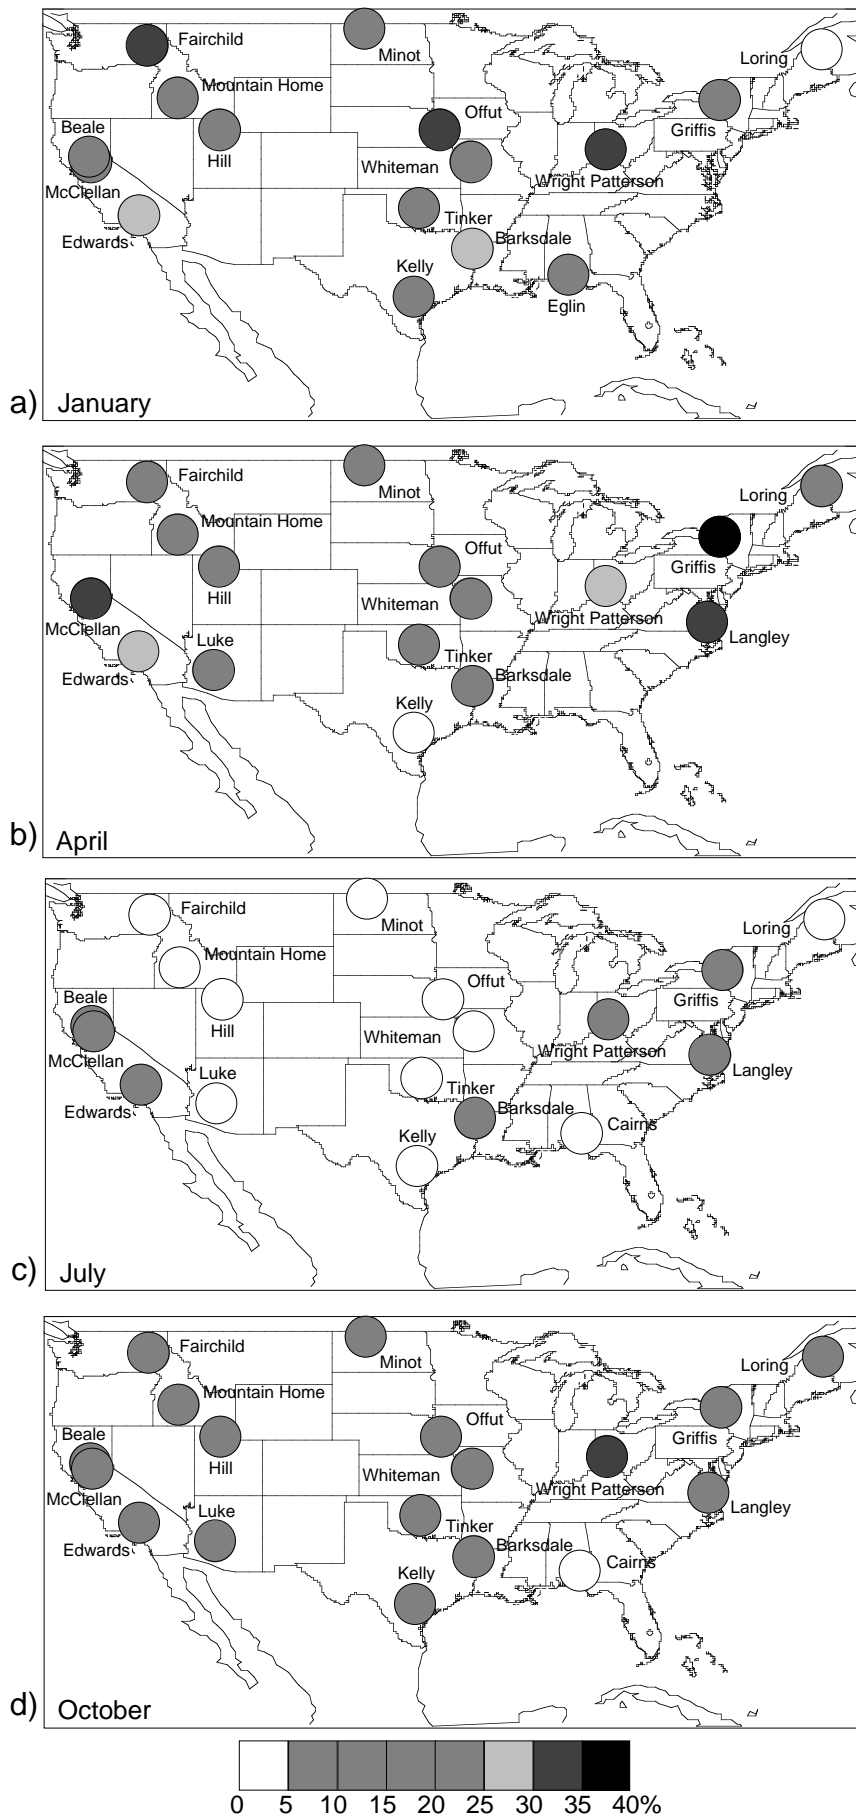 Fairchild
Minot
Loring
Mountain Home
Beale
Hill
Offut
Griffis
Whiteman
McClellan
Wright Patterson
Edwards
Tinker
Barksdale
Kelly
Eglin
a) January
Fairchild
Minot
Loring
Mountain Home
Offut
Hill
Griffis
Whiteman
McClellan
Luke
Wright Patterson
Langley
Edwards
Tinker
Barksdale
Kelly
b) April
Fairchild
Minot
Loring
Mountain Home
Beale
Hill
Offut
Griffis
Whiteman
McClellan
Wright Patterson
Luke
Langley
Edwards
Tinker
Barksdale
Cairns
Kelly
c) July
Fairchild
Minot
Loring
Mountain Home
Beale
Offut
Hill
Griffis
Whiteman
McClellan
Wright Patterson
Luke
Langley
Edwards
Tinker
Barksdale
Cairns
Kelly
d) October
0 5 10 15 20 25 30 35 40%